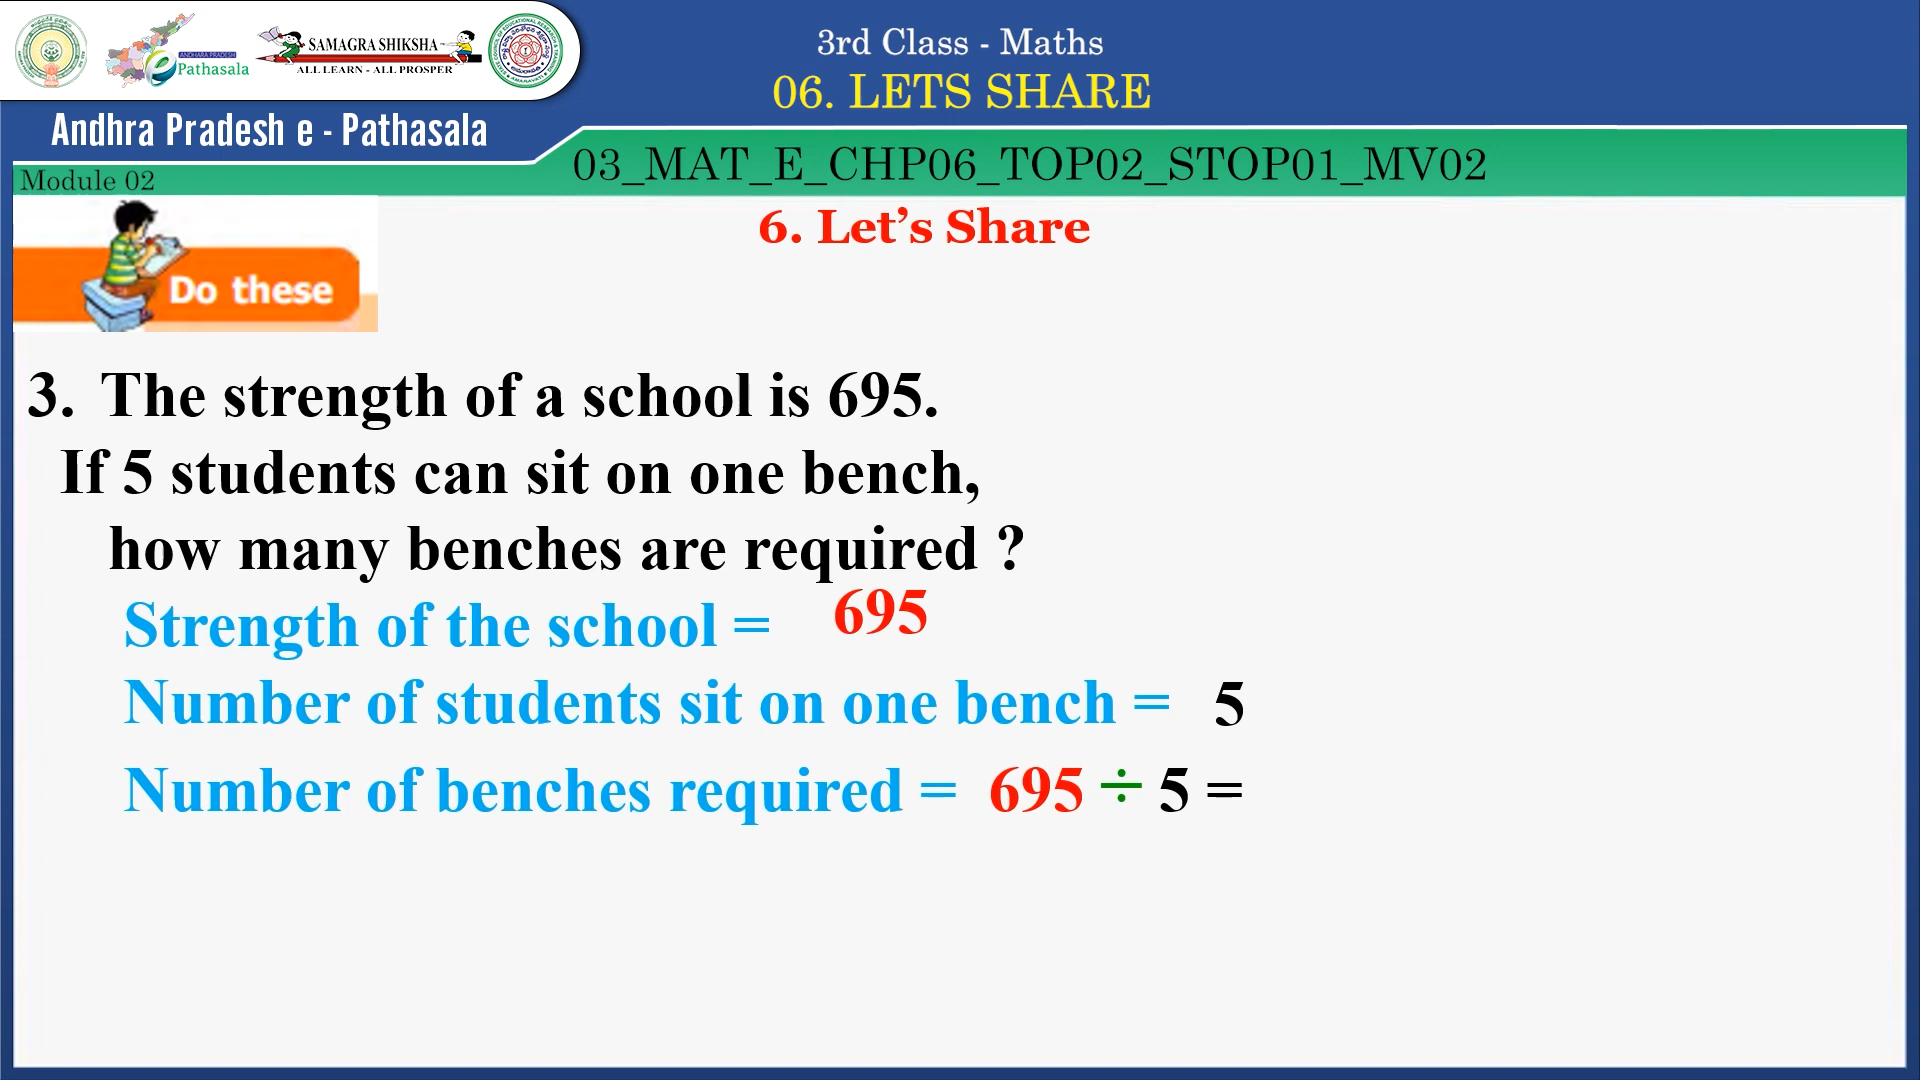 ANDHRA PRADESH
e Pathasala
SAMAGRA SHIKSHA
ALL LEARN - ALL PROSPER
Andhra Pradesh e - Pathasala
3rd Class - Maths
06. LETS SHARE
03_MAT_E_CHP06_TOP02_STOP01_MV02
Module 02
6. Let’s Share
Do these
3. The strength of a school is 695.
If 5 students can sit on one bench,
how many benches are required ?
Strength of the school = 695
Number of students sit on one bench = 5
Number of benches required = 695 ÷ 5 =